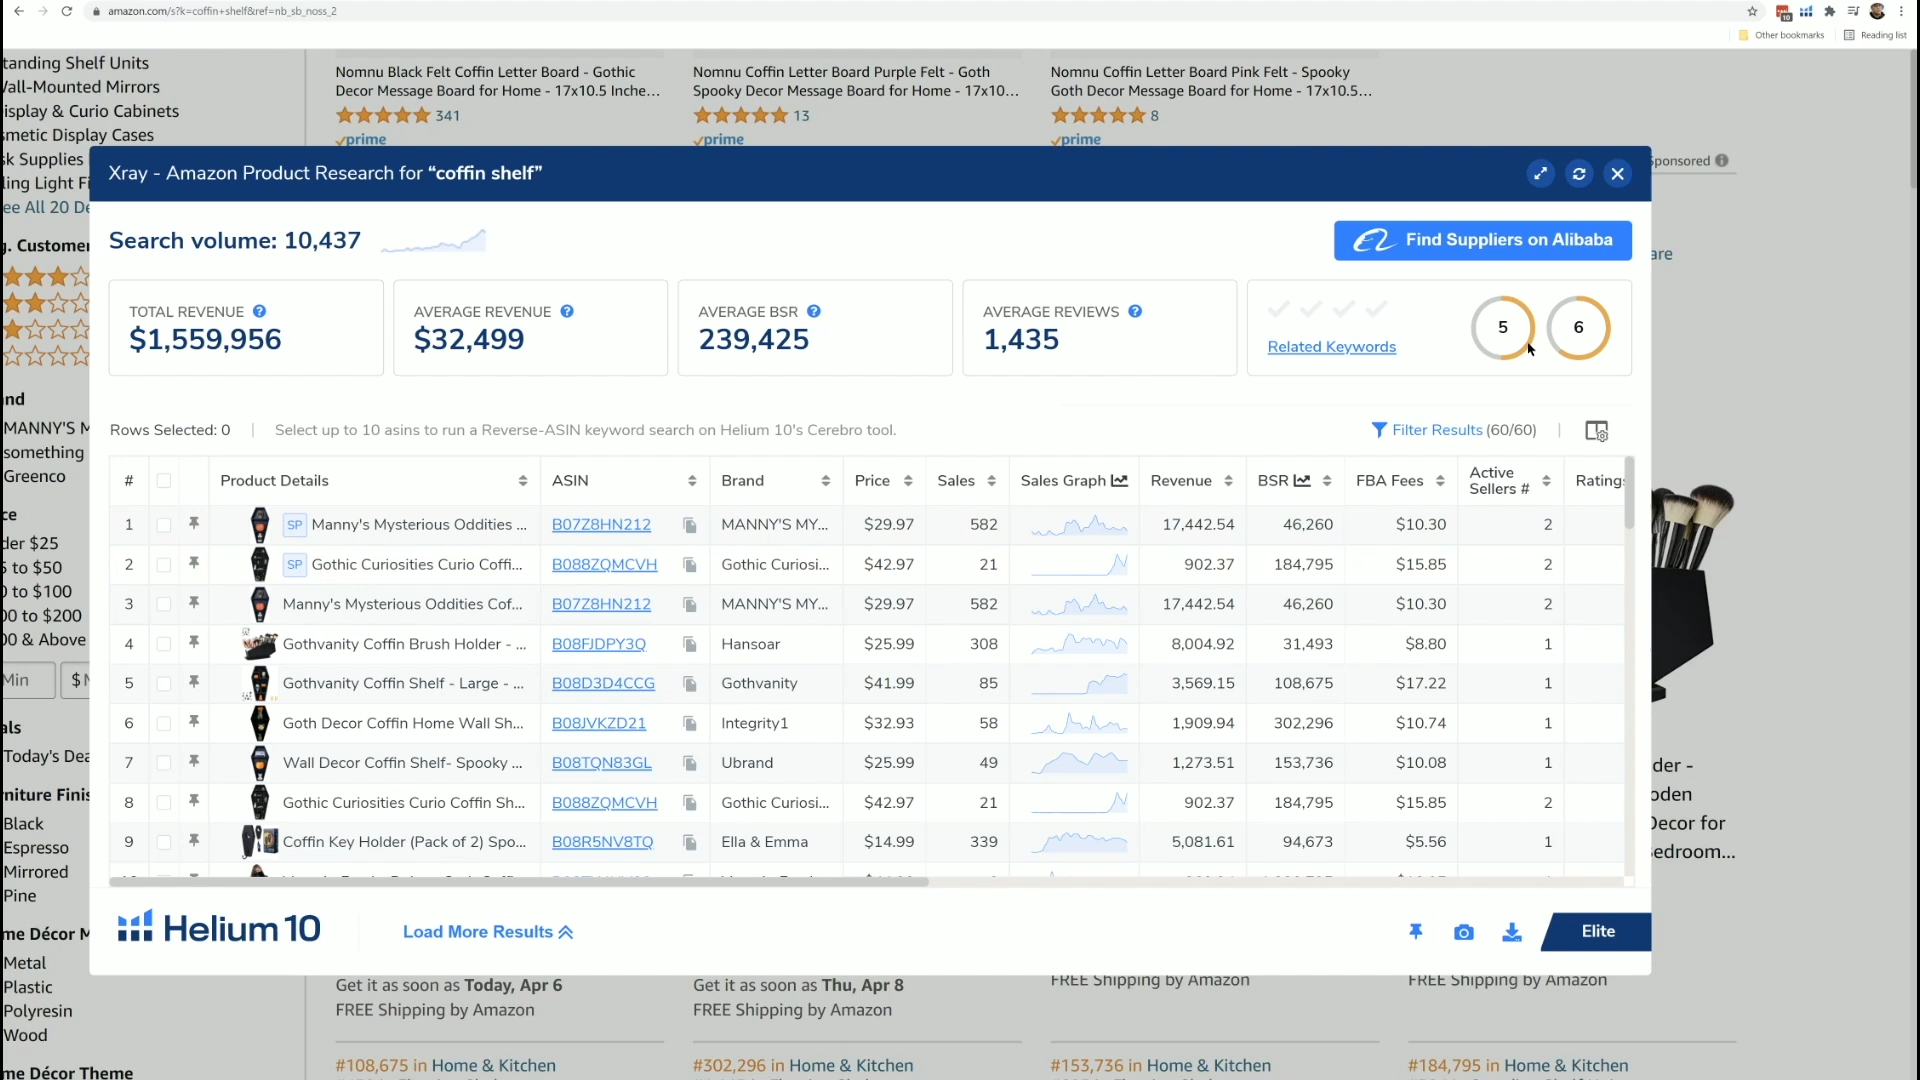 amazon.com/s?k=coffin+shelf&ref=nb_sb_noss_2
10
Other bookmarks
Reading list
tanding Shelf Units
Vall-Mounted Mirrors
isplay & Curio Cabinets
smetic Display Cases
sk Supplies
ling Light Fi
ee All 20 De
Nomnu Black Felt Coffin Letter Board - Gothic
Decor Message Board for Home - 17x10.5 Inche...
341
prime
Nomnu Coffin Letter Board Purple Felt - Goth
Spooky Decor Message Board for Home - 17x10...
13
prime
Nomnu Coffin Letter Board Pink Felt - Spooky
Goth Decor Message Board for Home - 17x10.5...
8
prime
Sponsored
Xray - Amazon Product Research for “coffin shelf”
Search volume: 10,437
Find Suppliers on Alibaba
TOTAL REVENUE
$1,559,956
AVERAGE REVENUE
$32,499
AVERAGE BSR
239,425
AVERAGE REVIEWS
1,435
Related Keywords
5
6
Rows Selected: 0 | Select up to 10 asins to run a Reverse-ASIN keyword search on Helium 10's Cerebro tool.
Filter Results (60/60)
# Product Details ASIN Brand Price Sales Sales Graph Revenue BSR FBA Fees Active Sellers # Ratings
1 SP Manny's Mysterious Oddities ... B07Z8HN212 MANNY'S MY... $29.97 582 17,442.54 46,260 $10.30 2
2 SP Gothic Curiosities Curio Coffi... B088ZQMCVH Gothic Curiosi... $42.97 21 902.37 184,795 $15.85 2
3 Manny's Mysterious Oddities Cof... B07Z8HN212 MANNY'S MY... $29.97 582 17,442.54 46,260 $10.30 2
4 Gothvanity Coffin Brush Holder - ... B08FJDPY3Q Hansoar $25.99 308 8,004.92 31,493 $8.80 1
5 Gothvanity Coffin Shelf - Large - ... B08D3D4CCG Gothvanity $41.99 85 3,569.15 108,675 $17.22 1
6 Goth Decor Coffin Home Wall Sh... B08JVKZD21 Integrity1 $32.93 58 1,909.94 302,296 $10.74 1
7 Wall Decor Coffin Shelf- Spooky ... B08TQN83GL Ubrand $25.99 49 1,273.51 153,736 $10.08 1
8 Gothic Curiosities Curio Coffin Sh... B088ZQMCVH Gothic Curiosi... $42.97 21 902.37 184,795 $15.85 2
9 Coffin Key Holder (Pack of 2) Spo... B08R5NV8TQ Ella & Emma $14.99 339 5,081.61 94,673 $5.56 1
Helium 10
Load More Results
Elite
g. Customer
nd
MANNY'S M
something
Greenco
ce
der $25
5 to $50
0 to $100
00 to $200
00 & Above
Min
$
als
Today's Dea
niture Finis
Black
Espresso
Mirrored
Pine
me Décor M
Metal
Plastic
Polyresin
Wood
me Décor Theme
are
der -
oden
Decor for
edroom...
Get it as soon as Today, Apr 6
FREE Shipping by Amazon
#108,675 in Home & Kitchen
Get it as soon as Thu, Apr 8
FREE Shipping by Amazon
#302,296 in Home & Kitchen
FREE Shipping by Amazon
#153,736 in Home & Kitchen
FREE Shipping by Amazon
#184,795 in Home & Kitchen